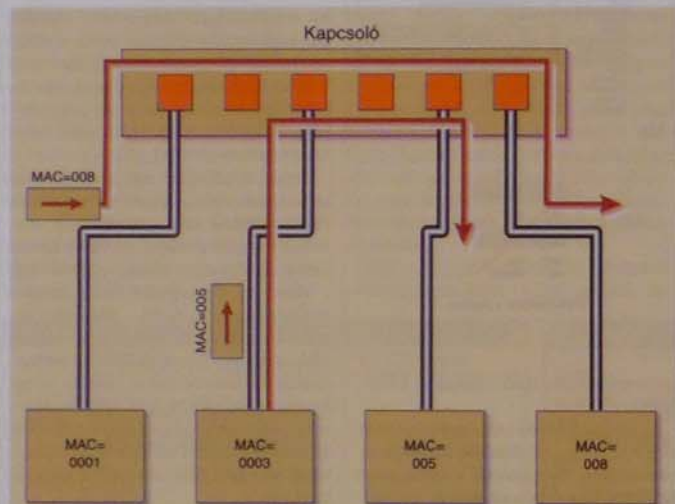 Kapcsoló
MAC=008
MAC=005
MAC=
0001
MAC=
0003
MAC=
005
MAC=
008